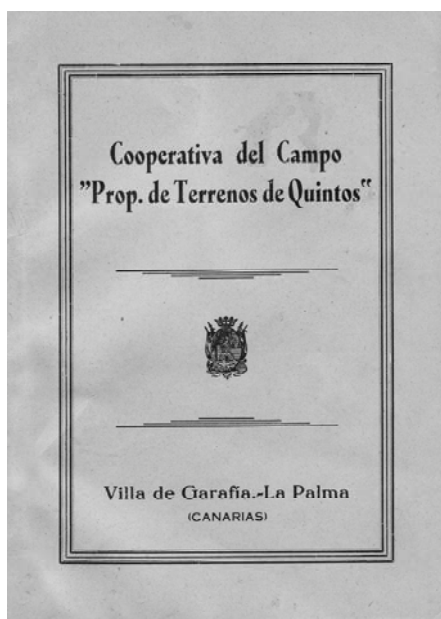 Cooperativa del Campo
”Prop. de Terrenos de Quintos“
Villa de Garafía.-La Palma
(CANARIAS)